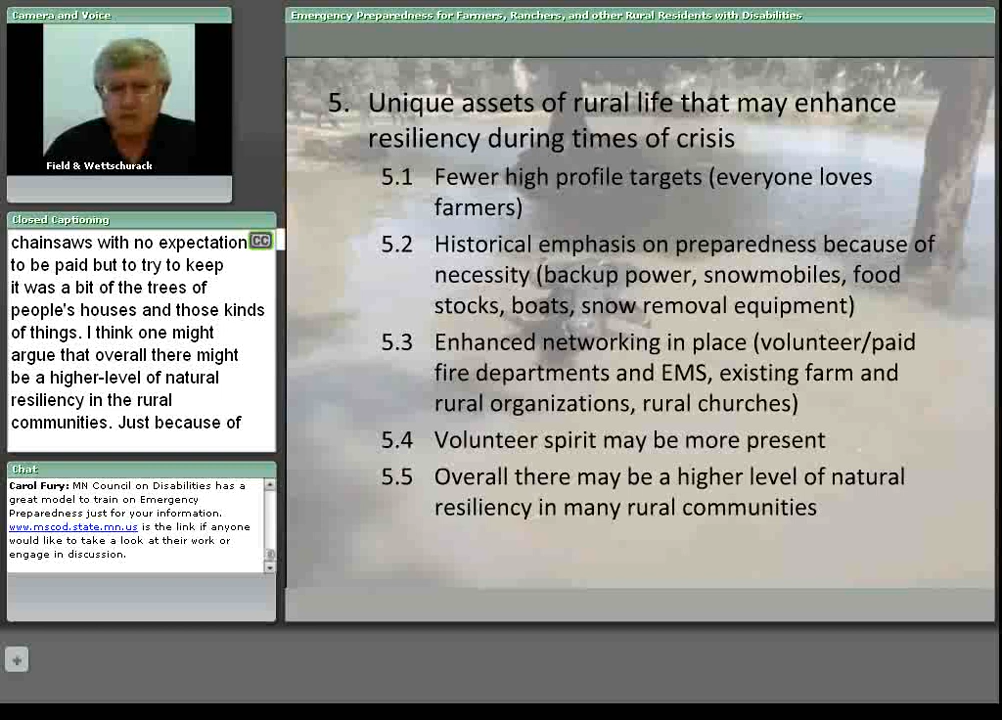 Camera and Voice
Field & Wettschurack
Closed Captioning
CC
chainsaws with no expectation
to be paid but to try to keep
it was a bit of the trees of
people's houses and those kinds
of things. I think one might
argue that overall there might
be a higher-level of natural
resiliency in the rural
communities. Just because of
Chat
Carol Fury: MN Council on Disabilities has a
great model to train on Emergency
Preparedness just for your information.
www.mscod.state.mn.us is the link if anyone
would like to take a look at their work or
engage in discussion.
Emergency Preparedness for Farmers, Ranchers, and other Rural Residents with Disabilities
5. Unique assets of rural life that may enhance
resiliency during times of crisis
5.1 Fewer high profile targets (everyone loves
farmers)
5.2 Historical emphasis on preparedness because of
necessity (backup power, snowmobiles, food
stocks, boats, snow removal equipment)
5.3 Enhanced networking in place (volunteer/paid
fire departments and EMS, existing farm and
rural organizations, rural churches)
5.4 Volunteer spirit may be more present
5.5 Overall there may be a higher level of natural
resiliency in many rural communities